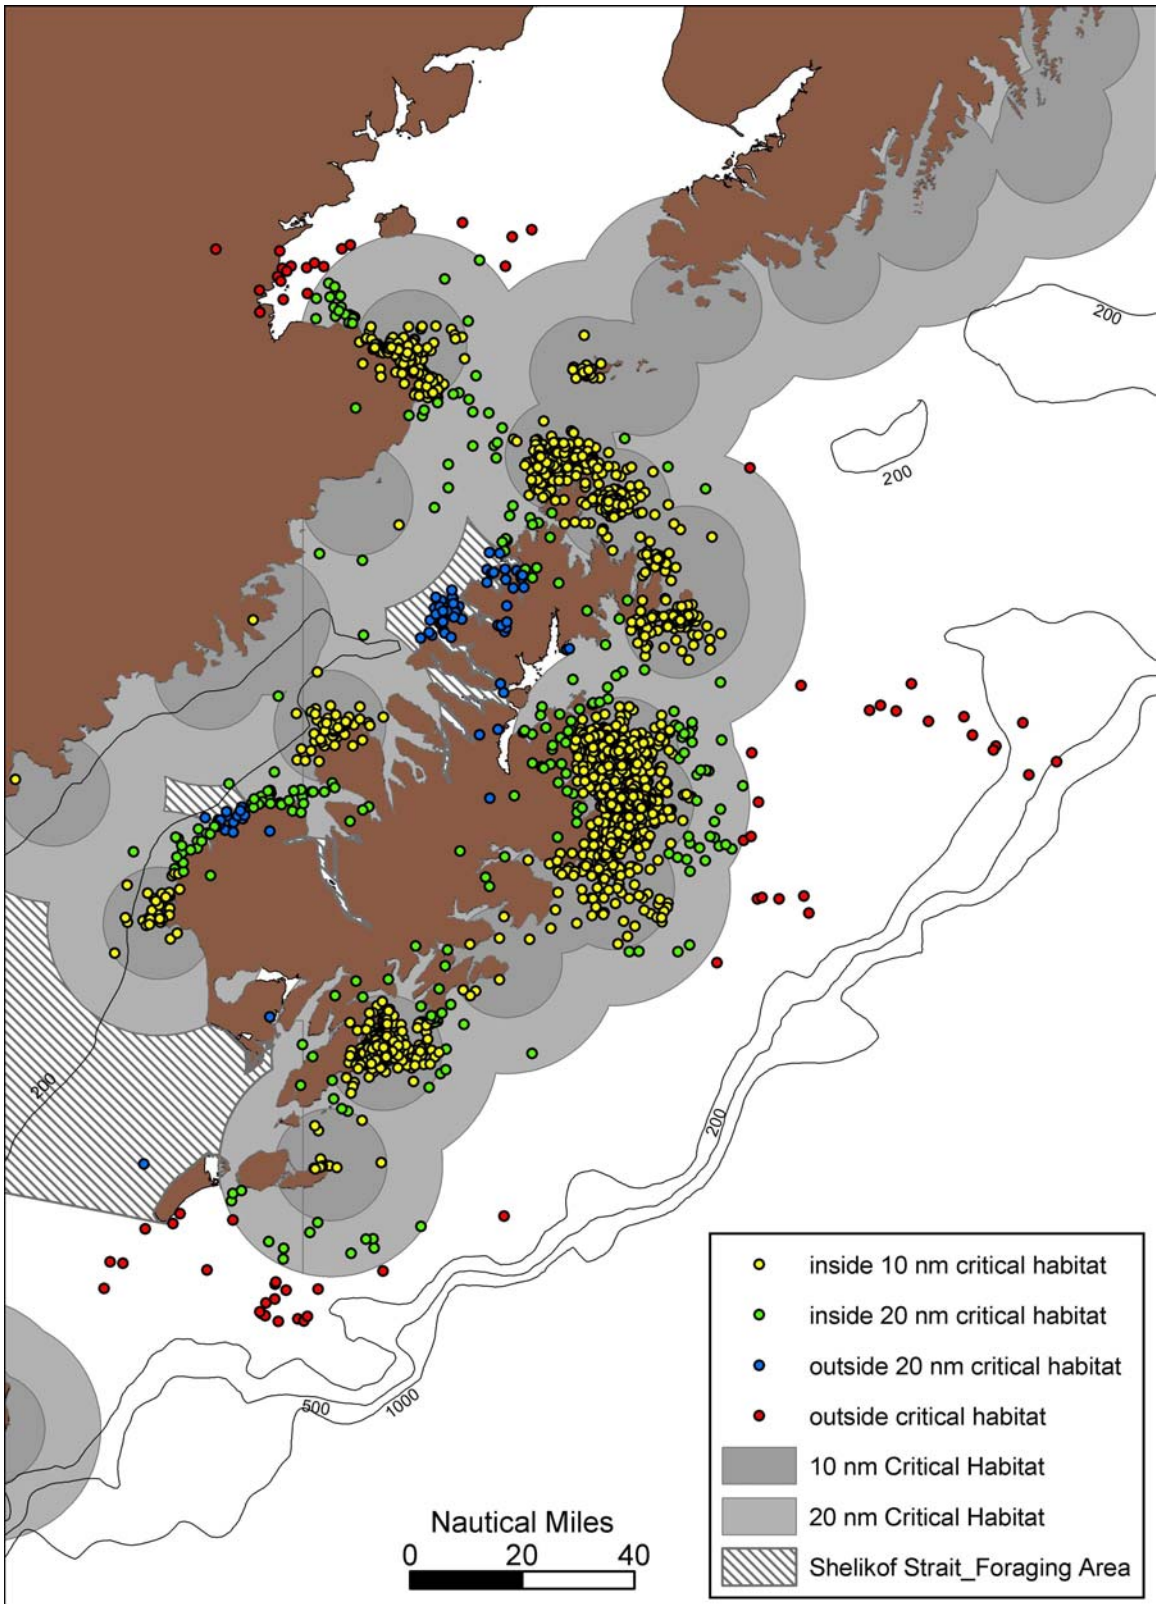 200
200
200
200
500
1000
inside 10 nm critical habitat
inside 20 nm critical habitat
outside 20 nm critical habitat
outside critical habitat
10 nm Critical Habitat
20 nm Critical Habitat
Shelikof Strait_Foraging Area
Nautical Miles
0 20 40